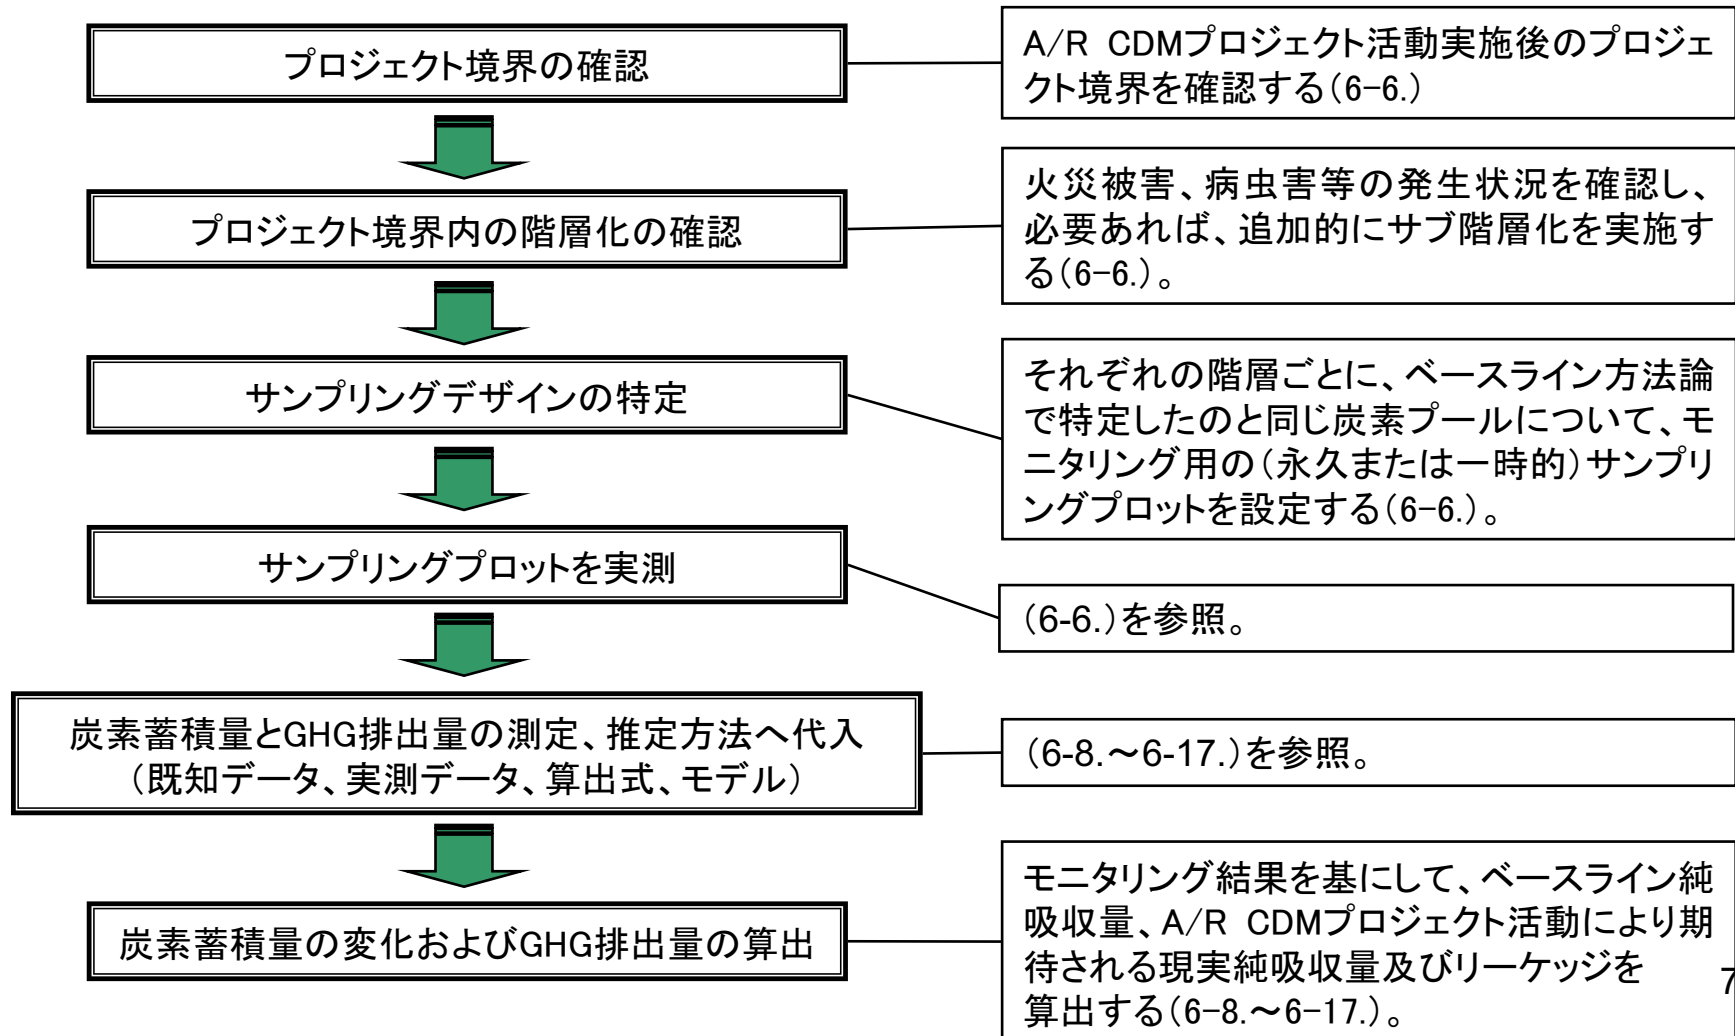 プロジェクト境界の確認
A/R CDMプロジェクト活動実施後のプロジェ
クト境界を確認する(6-6.)
プロジェクト境界内の階層化の確認
火災被害、病虫害等の発生状況を確認し、
必要あれば、追加的にサブ階層化を実施す
る(6-6.)。
サンプリングデザインの特定
それぞれの階層ごとに、ベースライン方法論
で特定したのと同じ炭素プールについて、モ
ニタリング用の(永久または一時的)サンプリ
ングプロットを設定する(6-6.)。
サンプリングプロットを実測
(6-6.)を参照。
炭素蓄積量とGHG排出量の測定、推定方法へ代入
(既知データ、実測データ、算出式、モデル)
(6-8.～6-17.)を参照。
炭素蓄積量の変化およびGHG排出量の算出
モニタリング結果を基にして、ベースライン純
吸収量、A/R CDMプロジェクト活動により期
待される現実純吸収量及びリーケッジを
算出する(6-8.～6-17.)。
7